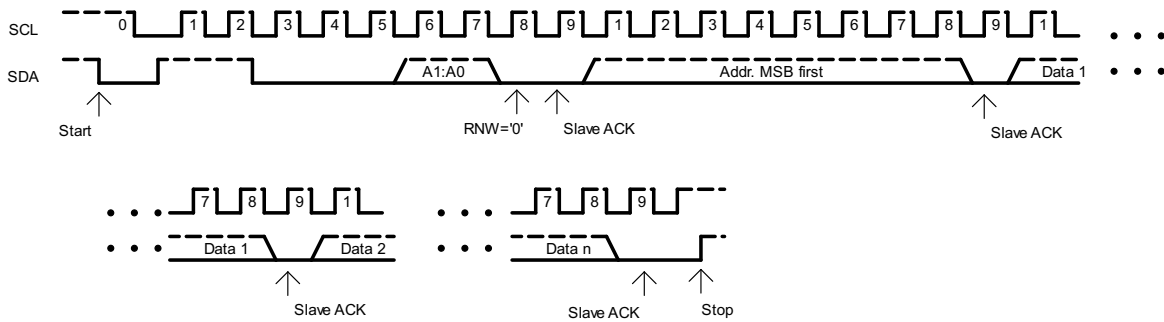 SCL 0 1 2 3 4 5 6 7 8 9 1 2 3 4 5 6 7 8 9 1
SDA A1:A0 Addr. MSB first Data 1
Start RNW='0' Slave ACK Slave ACK
7 8 9 1 7 8 9
Data 1 Data 2 Data n
Slave ACK Slave ACK Stop